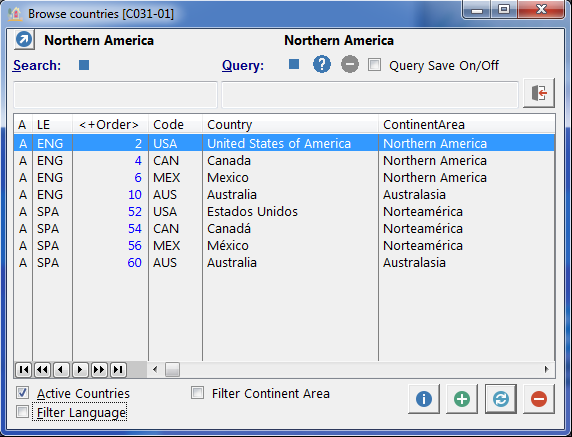 Browse countries [C031-01]
Northern America Northern America
Search: Query: Query Save On/Off
A LE <+Order> Code Country ContinentArea
A ENG 2 USA United States of America Northern America
A ENG 4 CAN Canada Northern America
A ENG 6 MEX Mexico Northern America
A ENG 10 AUS Australia Australasia
A SPA 52 USA Estados Unidos Norteamérica
A SPA 54 CAN Canadá Norteamérica
A SPA 56 MEX México Norteamérica
A SPA 60 AUS Australia Australasia
Active Countries Filter Continent Area
Filter Language